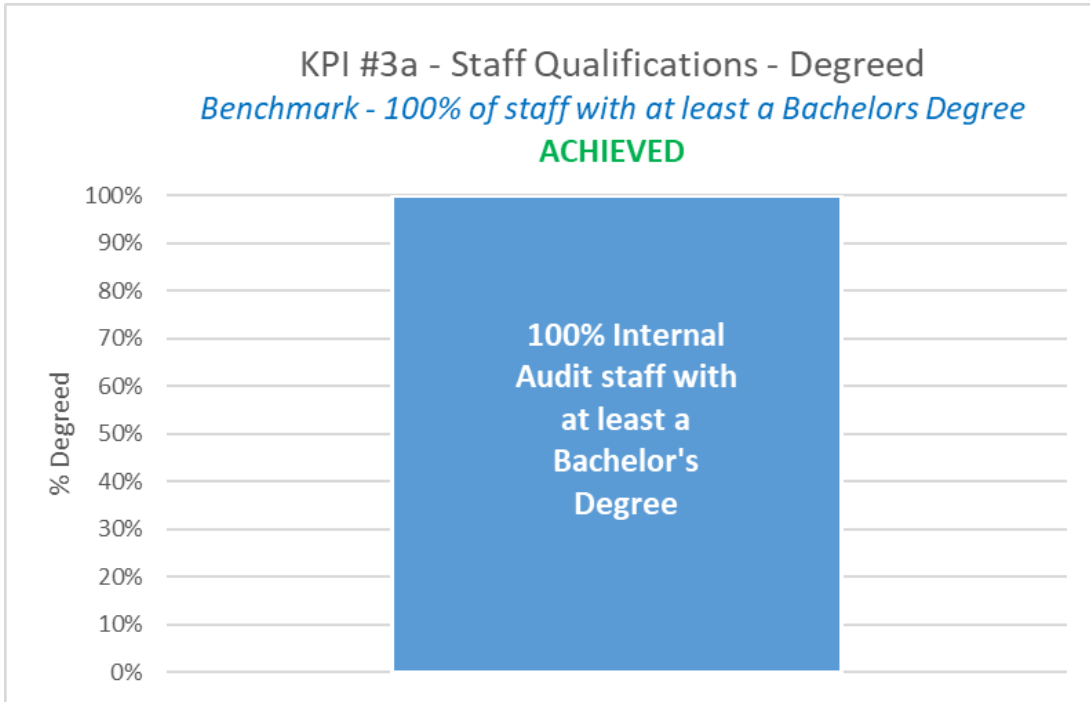 KPI #3a - Staff Qualifications - Degreed
Benchmark - 100% of staff with at least a Bachelors Degree
ACHIEVED
% Degreed
100%
90%
80%
70%
60%
50%
40%
30%
20%
10%
0%
100% Internal
Audit staff with
at least a
Bachelor's
Degree